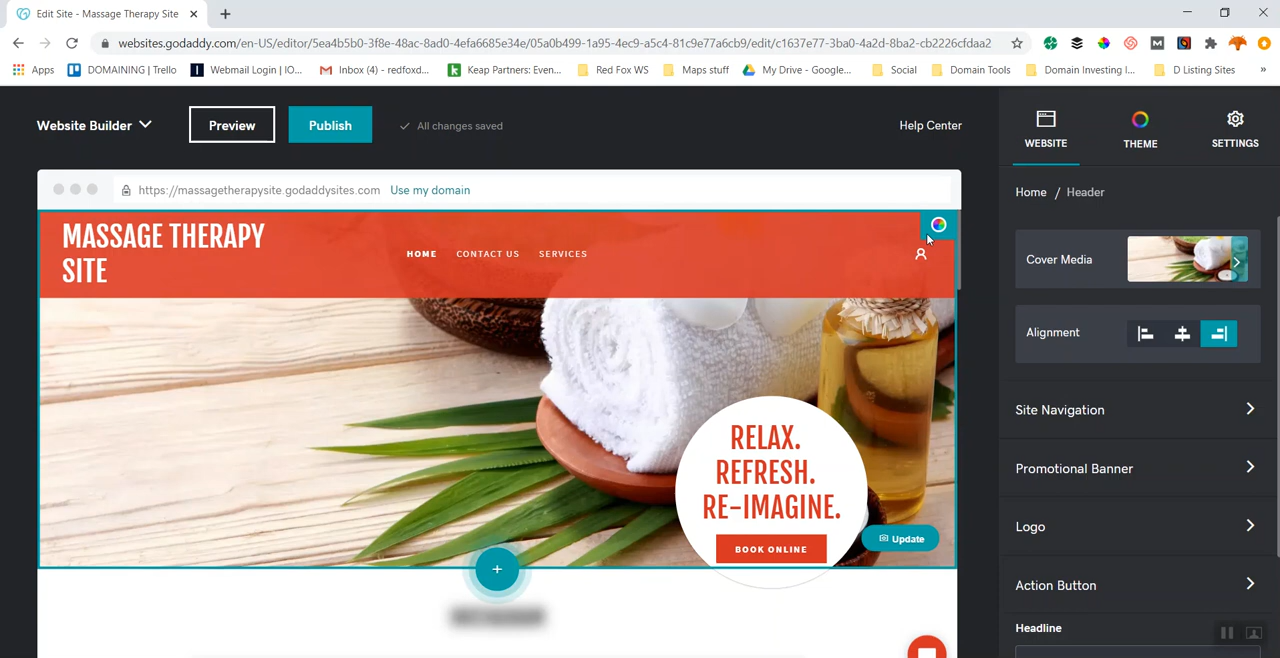 Edit Site - Massage Therapy Site
websites.godaddy.com/en-US/editor/5ea4b5b0-3f8e-48ac-8ad0-4efa6685e34e/05a0b499-1a95-4ec9-a5c4-81c9e77a6cb9/edit/c1637e77-3ba0-4a2d-8ba2-cb2226cfdaa2
Apps
DOMAINING | Trello
Webmail Login | IO...
Inbox (4) - redfoxd...
Keap Partners: Even...
Red Fox WS
Maps stuff
My Drive - Google...
Social
Domain Tools
Domain Investing I...
D Listing Sites
»
Website Builder
Preview
Publish
All changes saved
Help Center
WEBSITE
THEME
SETTINGS
https://massagetherapysite.godaddysites.com
Use my domain
Home / Header
MASSAGE THERAPY
SITE
HOME
CONTACT US
SERVICES
Cover Media
Alignment
Site Navigation
Promotional Banner
Logo
Action Button
Headline
RELAX.
REFRESH.
RE-IMAGINE.
BOOK ONLINE
Update